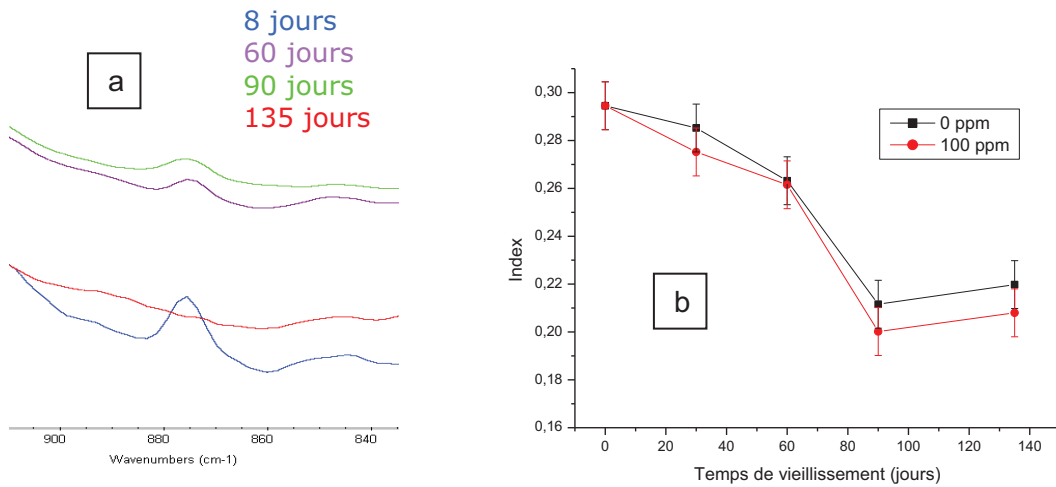 8 jours
60 jours
90 jours
135 jours
a
900 880 860 840
Wavenumbers (cm-1)
0,30
0,28
0,26
0,24
0,22
0,20
0,18
0,16
Index
0 ppm
100 ppm
b
0 20 40 60 80 100 120 140
Temps de vieillissement (jours)